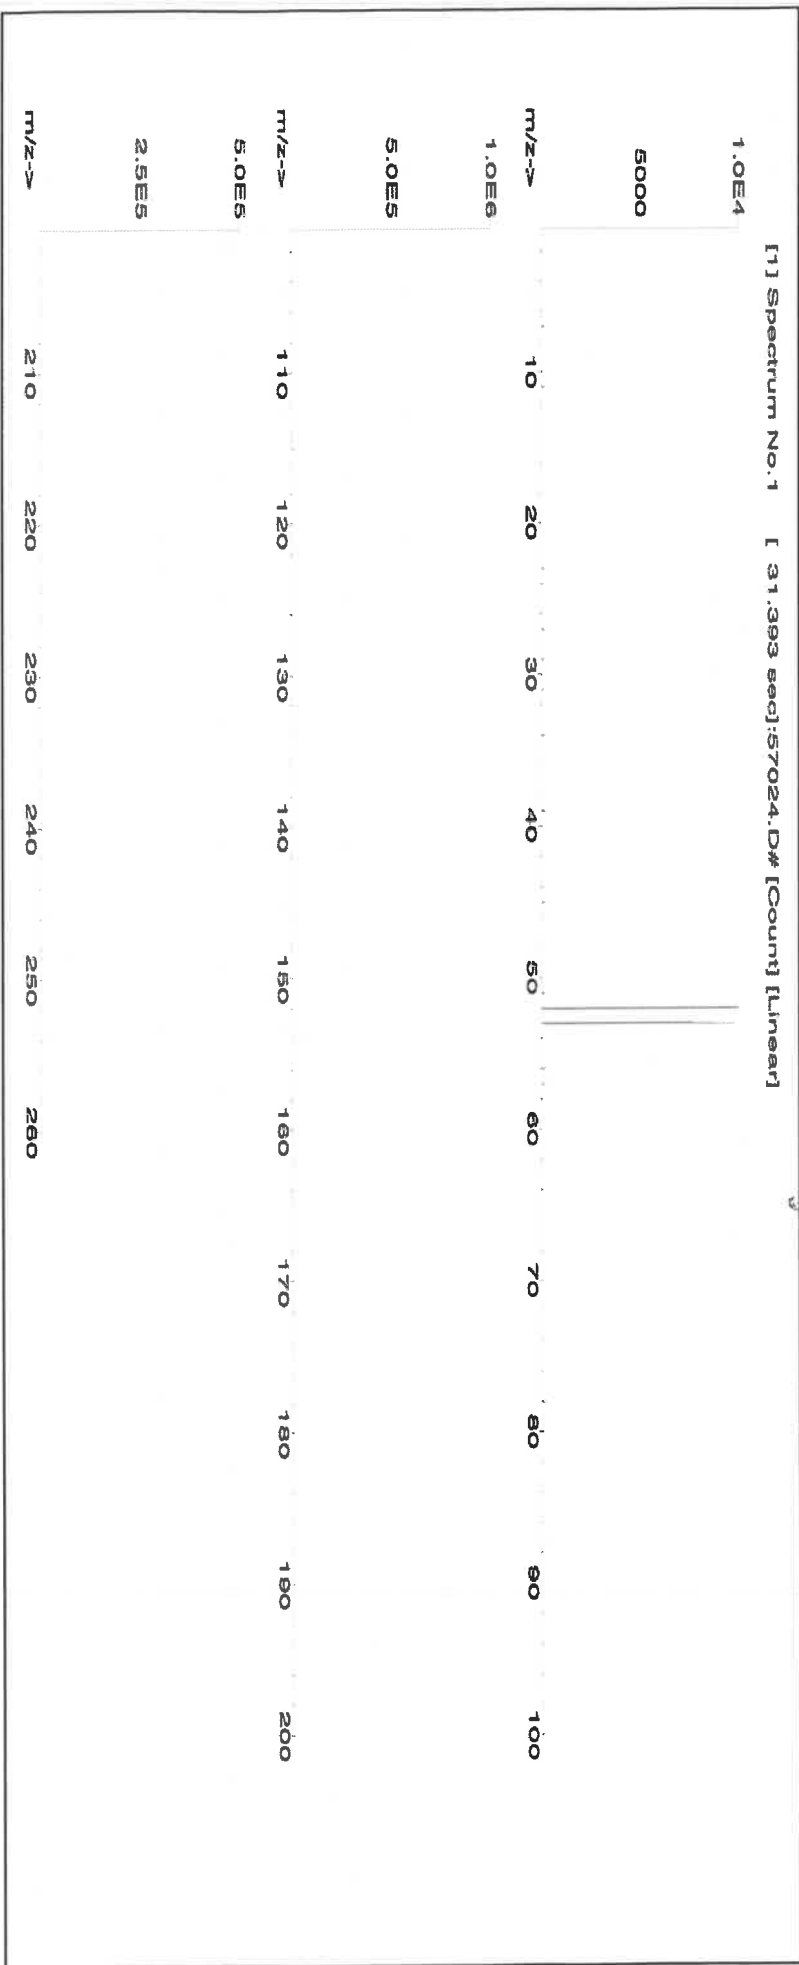 [1] Spectrum No.1 [ 31.393 sec]:57024.D# [Count] [Linear]
1.0E4
5000
m/z-> 10 20 30 40 50 60 70 80 90 100
1.0E6
5.0E5
m/z-> 110 120 130 140 150 160 170 180 190 200
5.0E5
2.5E5
m/z-> 210 220 230 240 250 260